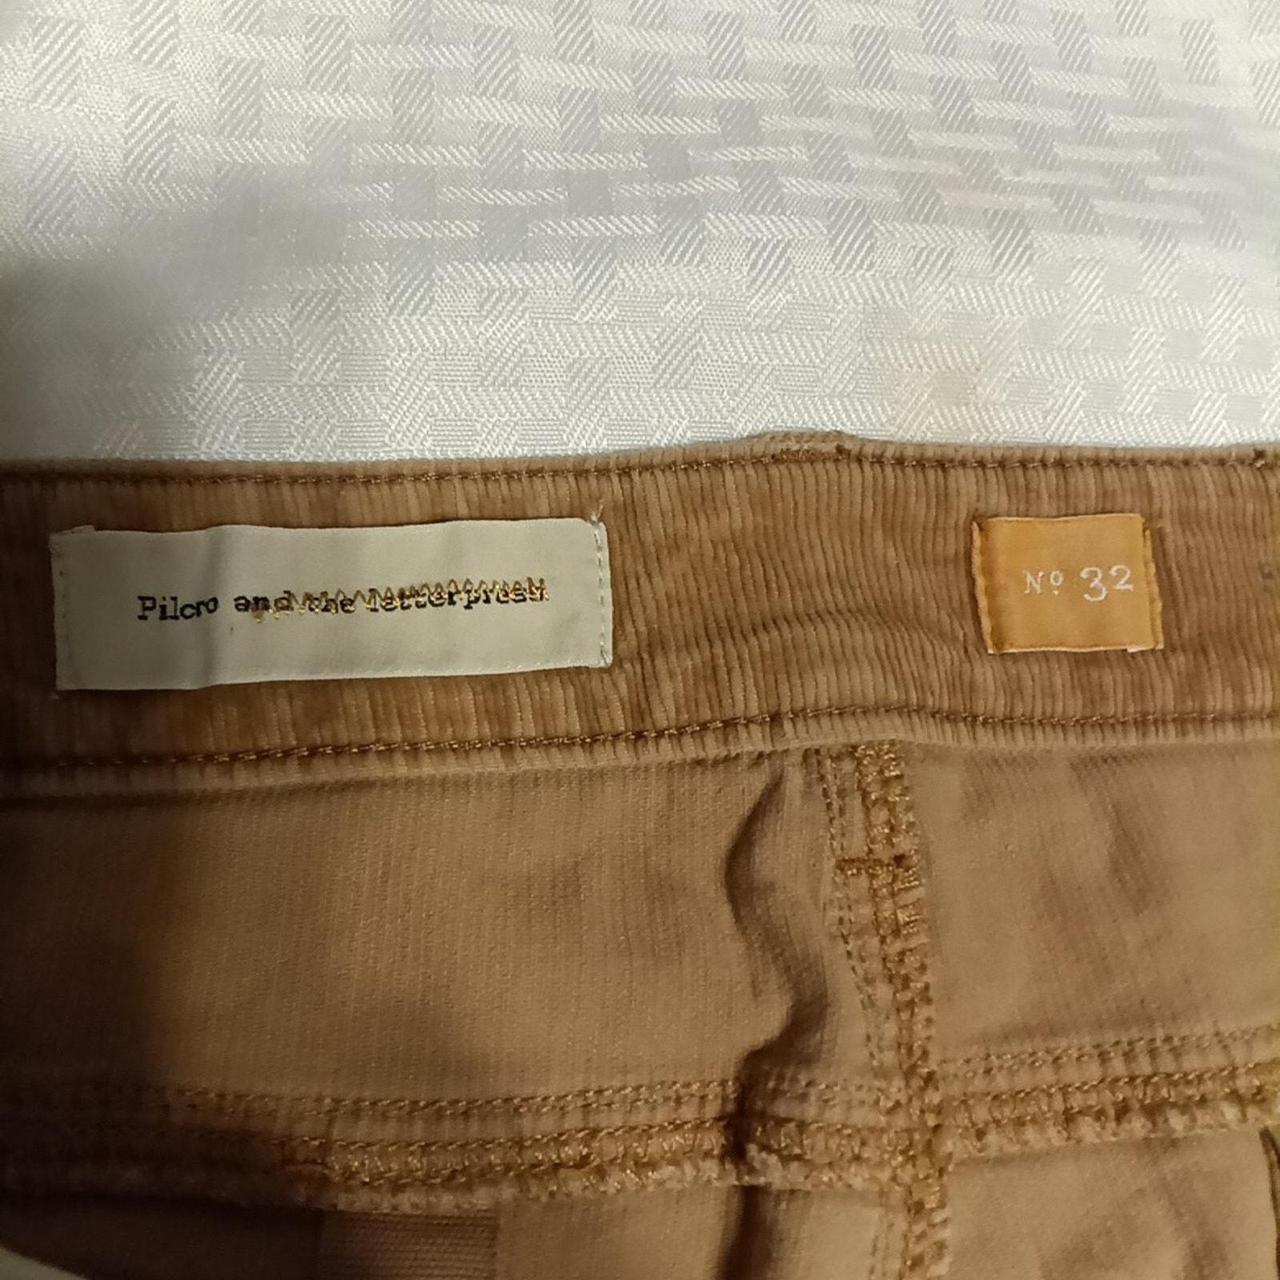 Pilcro and the letterpress
Nº 32